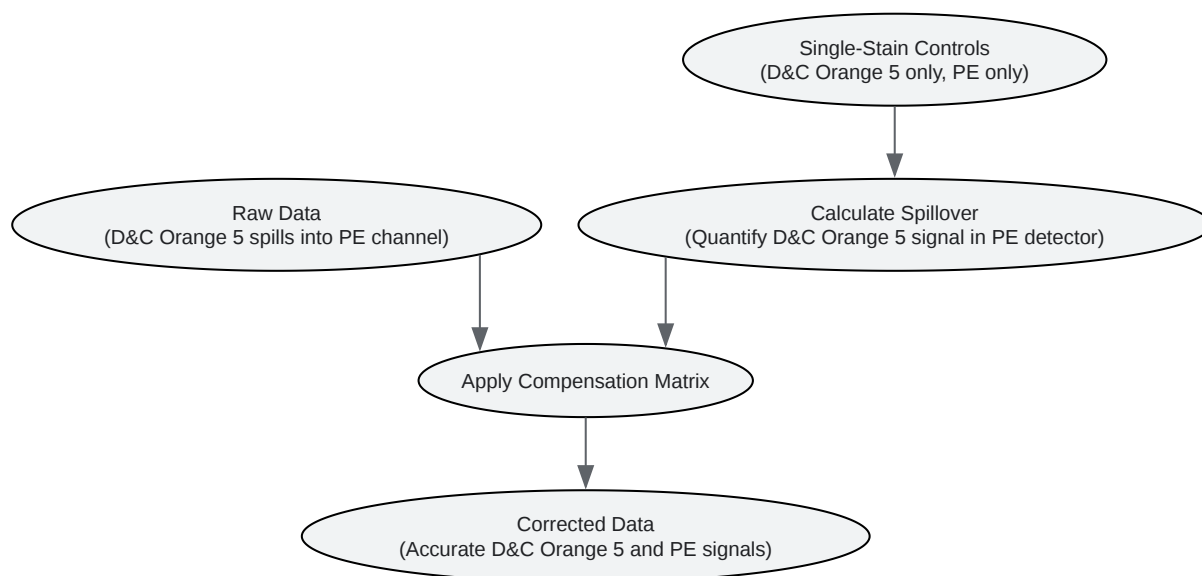 Single-Stain Controls
(D&C Orange 5 only, PE only)
Raw Data
(D&C Orange 5 spills into PE channel)
Calculate Spillover
(Quantify D&C Orange 5 signal in PE detector)
Apply Compensation Matrix
Corrected Data
(Accurate D&C Orange 5 and PE signals)